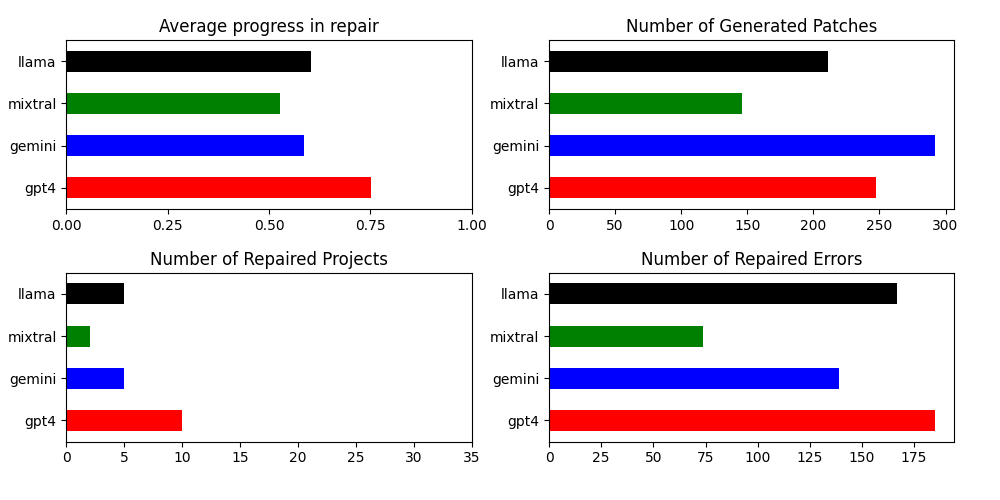 Average progress in repair
llama
mixtral
gemini
gpt4
0.00 0.25 0.50 0.75 1.00
Number of Generated Patches
llama
mixtral
gemini
gpt4
0 50 100 150 200 250 300
Number of Repaired Projects
llama
mixtral
gemini
gpt4
0 5 10 15 20 25 30 35
Number of Repaired Errors
llama
mixtral
gemini
gpt4
0 25 50 75 100 125 150 175